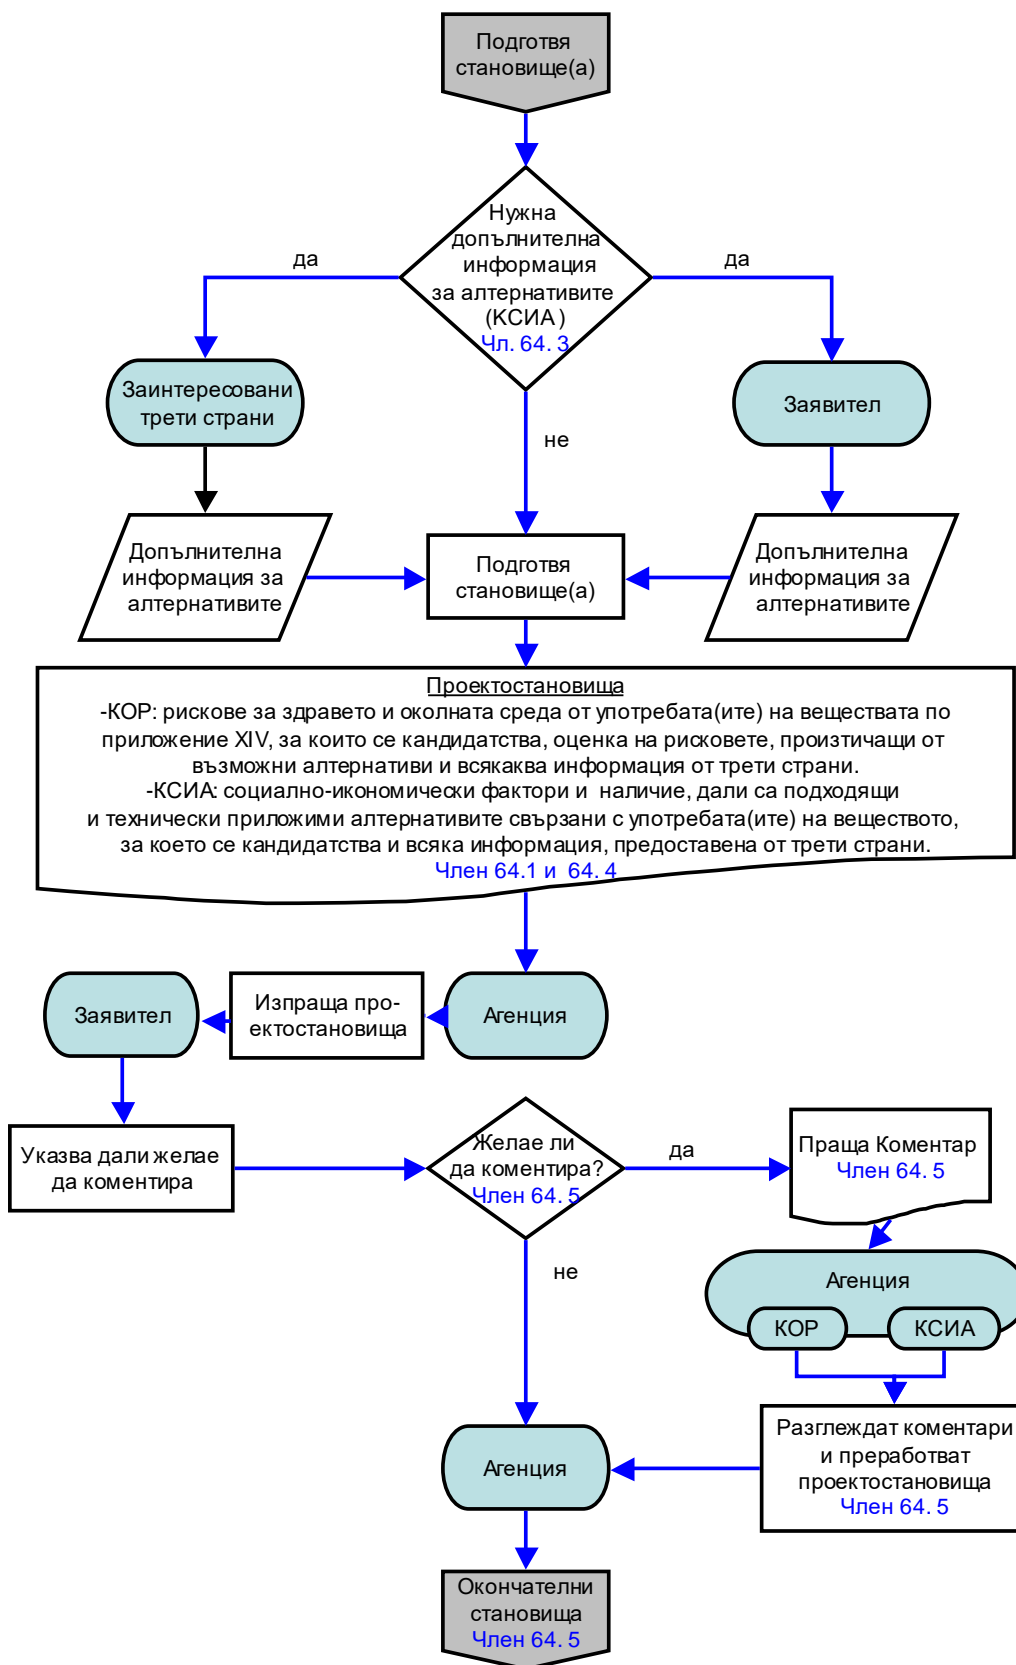 Подготвя
становище(а)
Нужна
допълнителна
информация
за алтернативите
(КСИА)
Чл. 64. 3
да
да
Заинтересовани
трети страни
Заявител
не
Допълнителна
информация за
алтернативите
Подготвя
становище(а)
Допълнителна
информация за
алтернативите
Проектостановища
-КОР: рискове за здравето и околната среда от употребата(ите) на веществата по
приложение XIV, за които се кандидатства, оценка на рисковете, произтичащи от
възможни алтернативи и всякаква информация от трети страни.
-КСИА: социално-икономически фактори и наличие, дали са подходящи
и технически приложими алтернативите свързани с употребата(ите) на веществото,
за което се кандидатства и всяка информация, предоставена от трети страни.
Член 64.1 и 64. 4
Заявител
Изпраща про-
ектостановища
Агенция
Указва дали желае
да коментира
Желае ли
да коментира?
Член 64. 5
да
Праща Коментар
Член 64. 5
не
Агенция
КОР
КСИА
Агенция
Разглеждат коментари
и преработват
проектостановища
Член 64. 5
Окончателни
становища
Член 64. 5